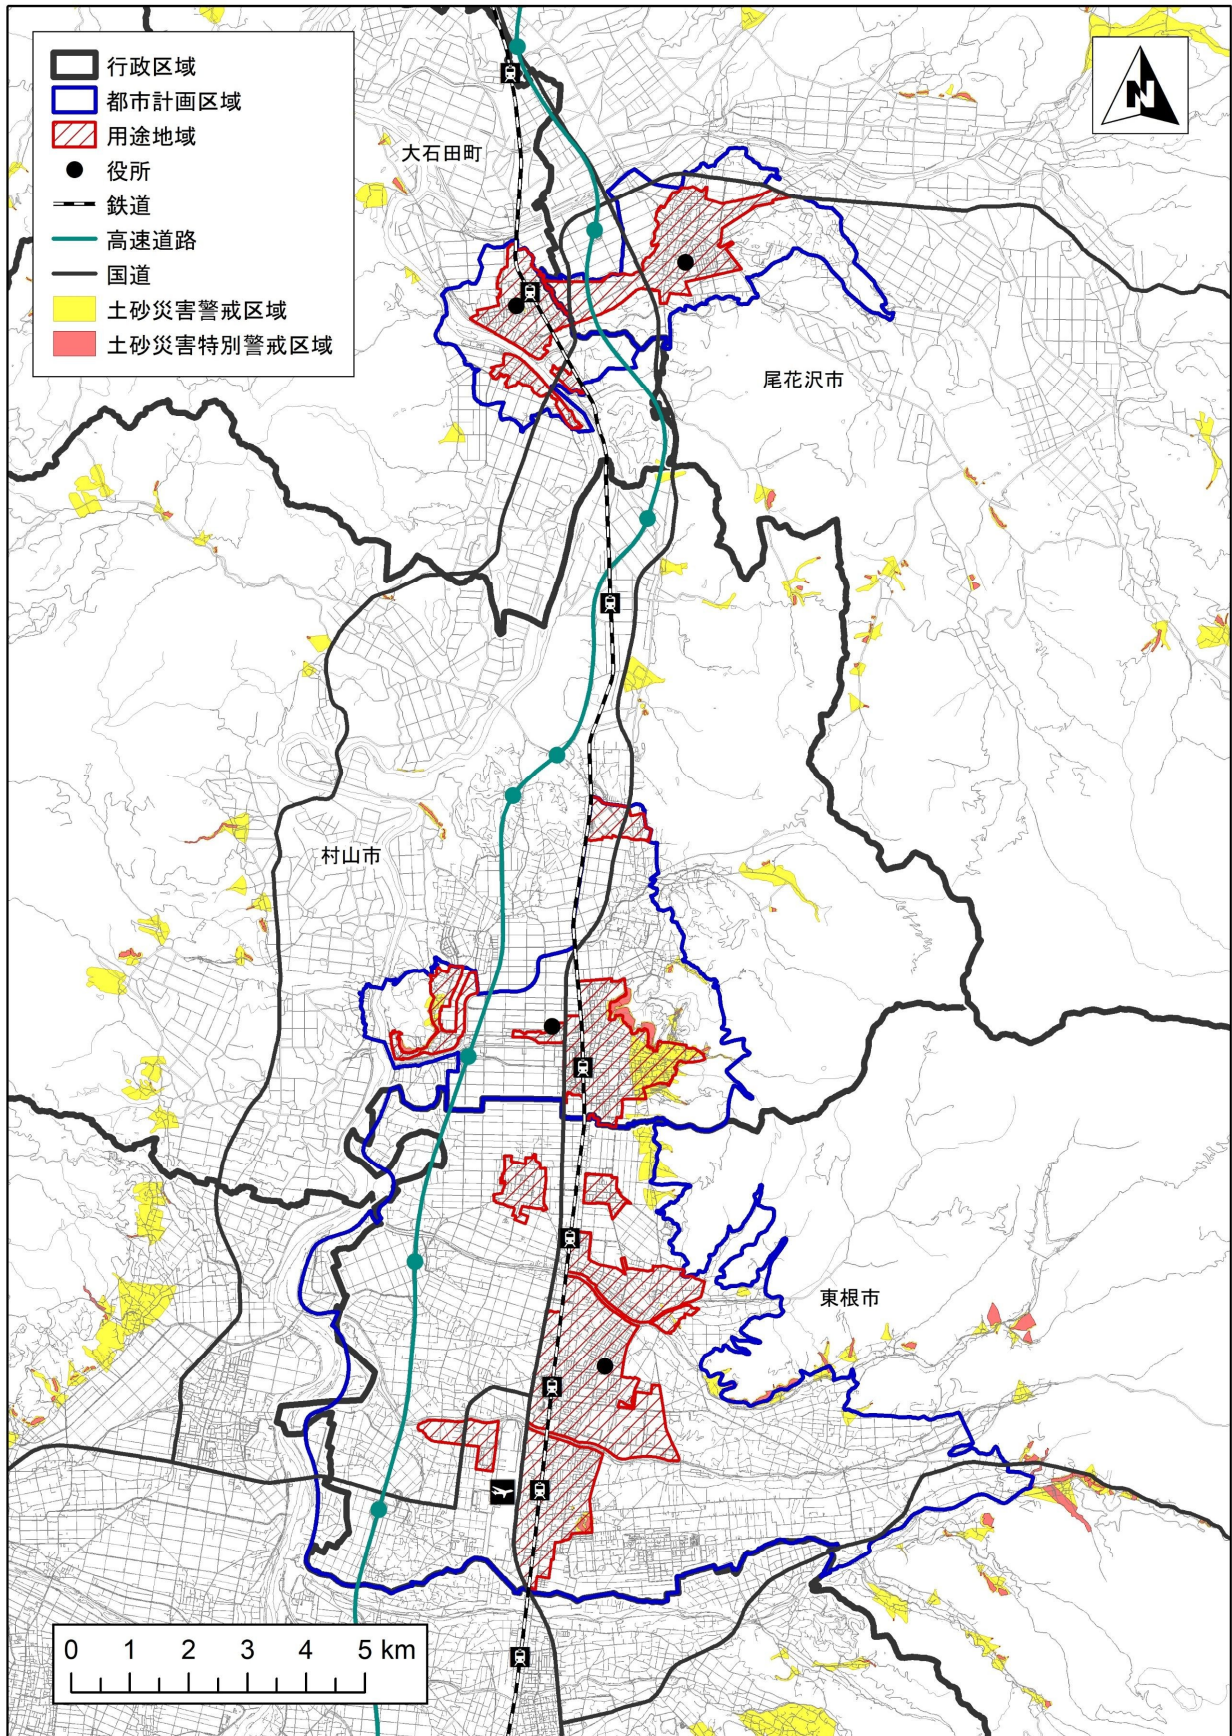 行政区域
都市計画区域
用途地域
役所
鉄道
高速道路
国道
土砂災害警戒区域
土砂災害特別警戒区域
N
大石田町
尾花沢市
村山市
東根市
0 1 2 3 4 5 km